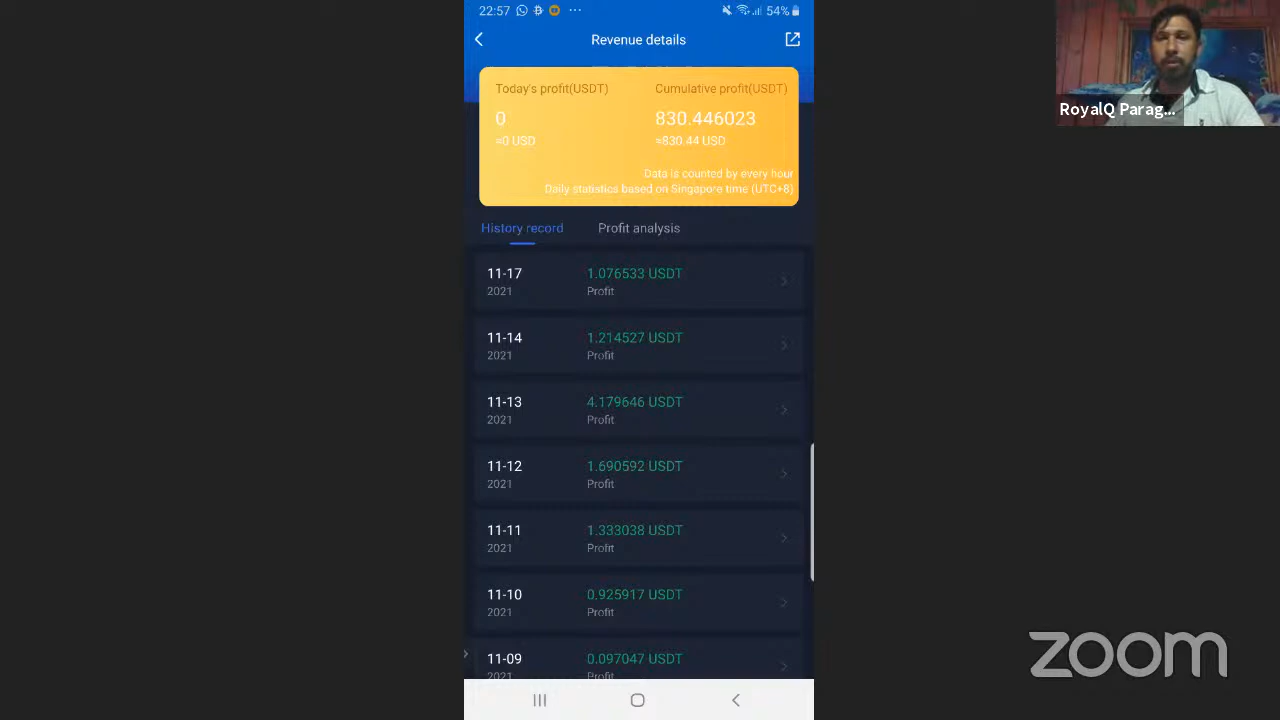 22:57
54%
Revenue details
Today's profit(USDT)
Cumulative profit(USDT)
0
830.446023
≈0 USD
≈830.44 USD
Data is counted by every hour
Daily statistics based on Singapore time (UTC+8)
History record
Profit analysis
11-17
1.076533 USDT
2021
Profit
11-14
1.214527 USDT
2021
Profit
11-13
4.179646 USDT
2021
Profit
11-12
1.690592 USDT
2021
Profit
11-11
1.333038 USDT
2021
Profit
11-10
0.925917 USDT
2021
Profit
11-09
0.097047 USDT
2021
Profit
RoyalQ Parag...
zoom